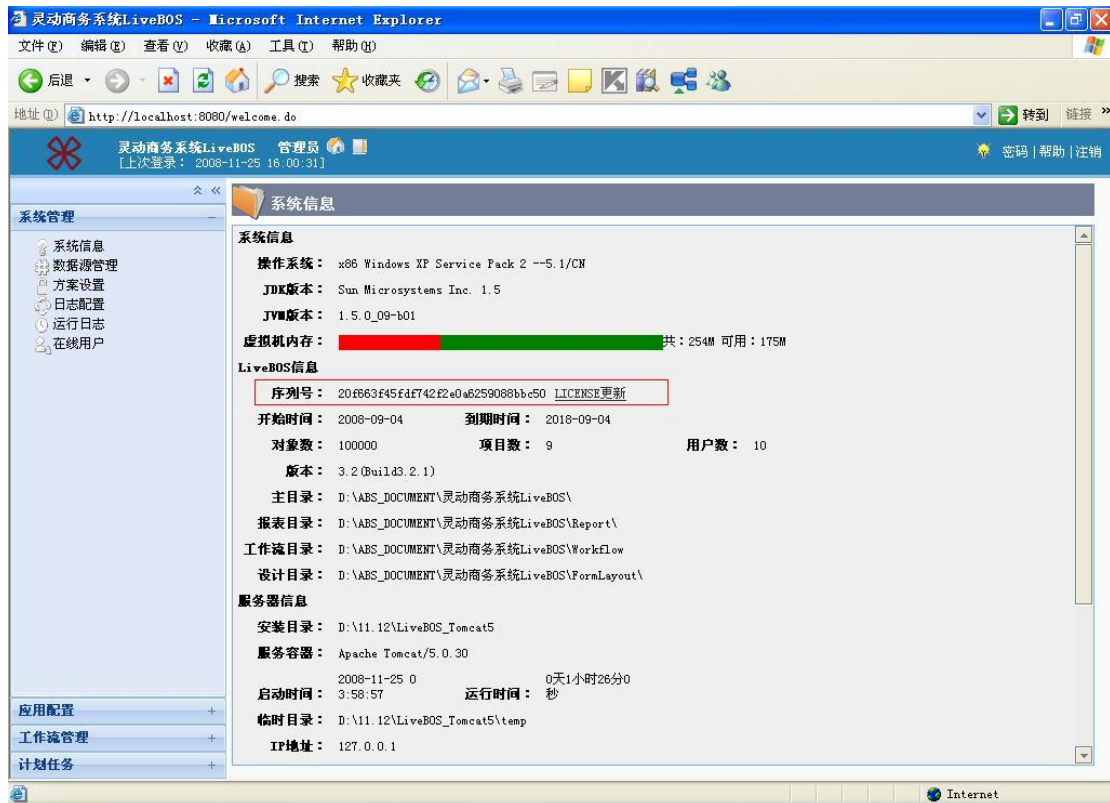 灵动商务系统LiveBOS - Microsoft Internet Explorer
文件(F) 编辑(E) 查看(V) 收藏(A) 工具(T) 帮助(H)
后退 搜索 收藏夹
地址(D) http://localhost:8080/welcome.do 转到 链接 »
灵动商务系统LiveBOS 管理员
[上次登录: 2008-11-25 16:00:31]
密码|帮助|注销
系统管理
系统信息
数据源管理
方案设置
日志配置
运行日志
在线用户
应用配置
工作流管理
计划任务
系统信息
系统信息
操作系统: x86 Windows XP Service Pack 2 --5.1/CN
JDK版本: Sun Microsystems Inc. 1.5
JVM版本: 1.5.0_09-b01
虚拟机内存: 共:254M 可用:175M
LiveBOS信息
序列号: 20f663f45fdf742f2e0a6259088bbc50 LICENSE更新
开始时间: 2008-09-04 到期时间: 2018-09-04
对象数: 100000 项目数: 9 用户数: 10
版本: 3.2(Build3.2.1)
主目录: D:\ABS_DOCUMENT\灵动商务系统LiveBOS\
报表目录: D:\ABS_DOCUMENT\灵动商务系统LiveBOS\Report\
工作流目录: D:\ABS_DOCUMENT\灵动商务系统LiveBOS\Workflow
设计目录: D:\ABS_DOCUMENT\灵动商务系统LiveBOS\FormLayout\
服务器信息
安装目录: D:\11.12\LiveBOS_Tomcat5
服务容器: Apache Tomcat/5.0.30
启动时间: 2008-11-25 0
3:58:57 运行时间: 0天1小时26分0
秒
临时目录: D:\11.12\LiveBOS_Tomcat5\temp
IP地址: 127.0.0.1
Internet